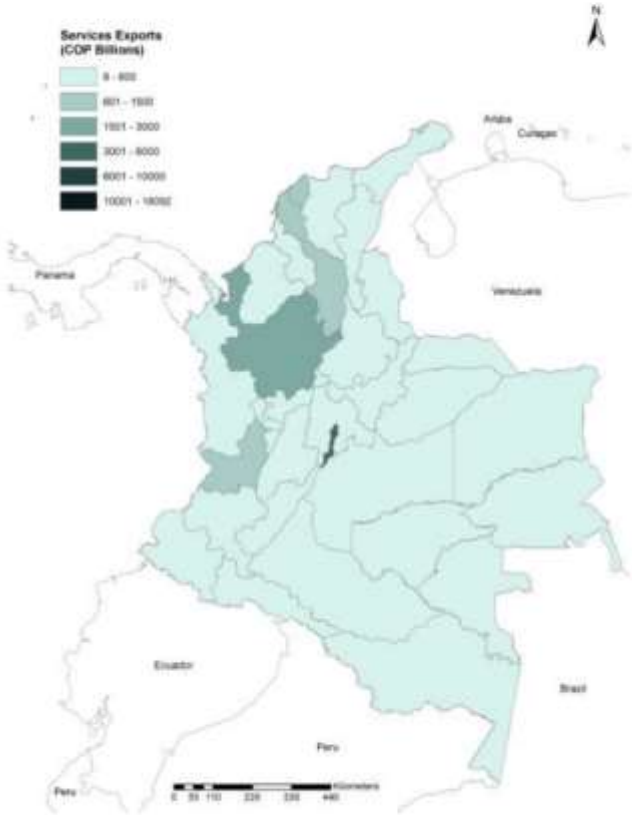 N
Services Exports
(COP Billions)
601 - 1500
1501 - 3000
3001 - 6000
6001 - 10000
Aruba
Curaçao
Panama
Venezuela
Ecuador
Brazil
Peru
Peru
Kilometers